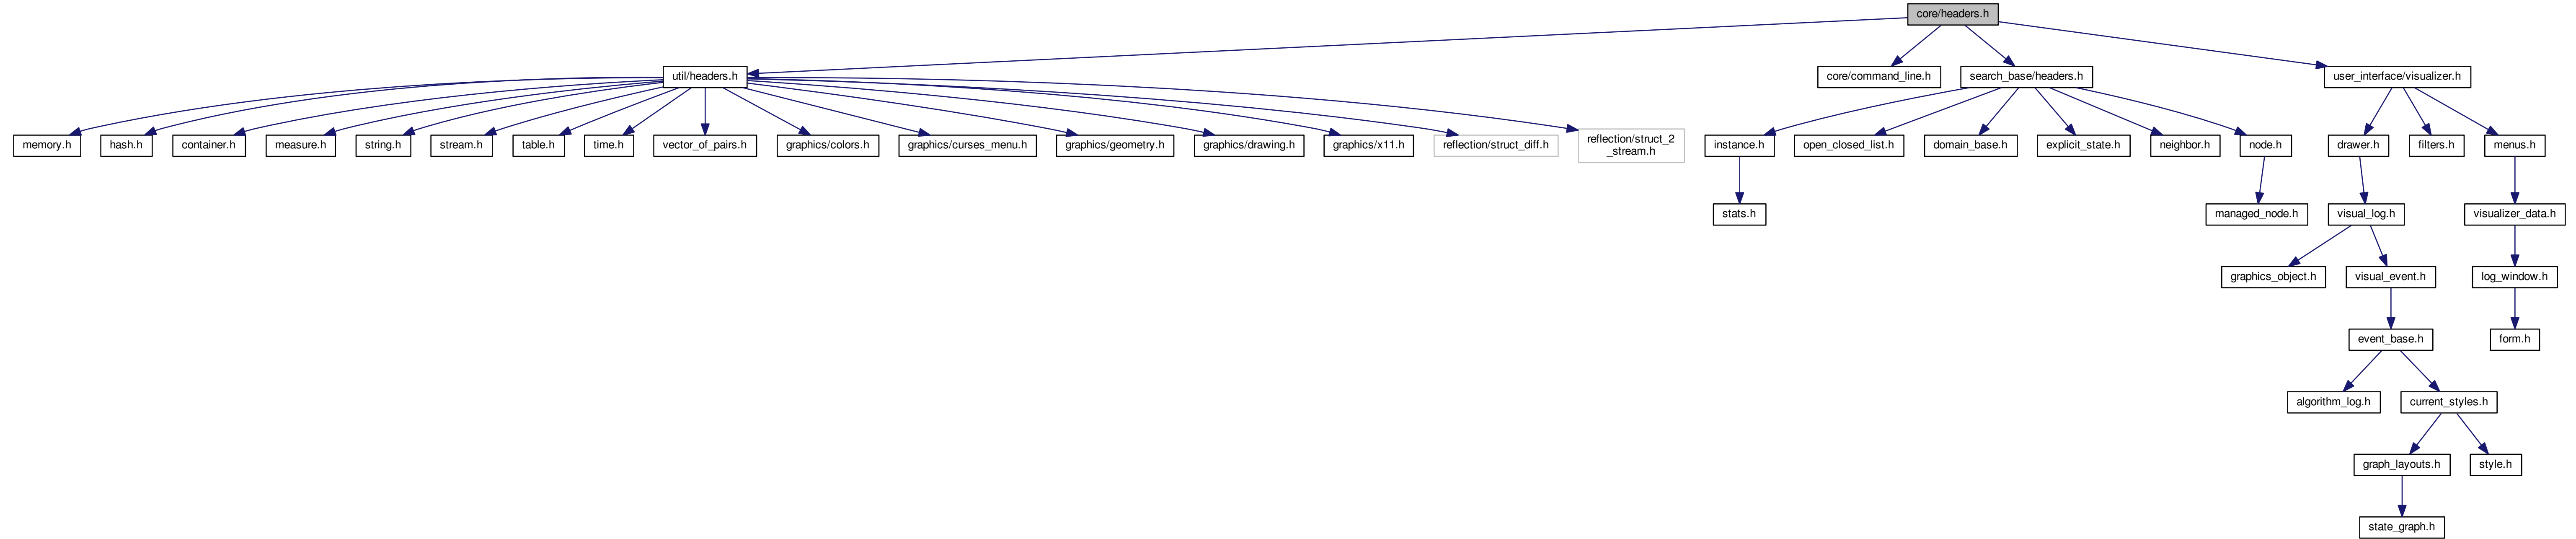 core/headers.h
util/headers.h
core/command_line.h
search_base/headers.h
user_interface/visualizer.h
memory.h
hash.h
container.h
measure.h
string.h
stream.h
table.h
time.h
vector_of_pairs.h
graphics/colors.h
graphics/curses_menu.h
graphics/geometry.h
graphics/drawing.h
graphics/x11.h
reflection/struct_diff.h
reflection/struct_2
_stream.h
instance.h
open_closed_list.h
domain_base.h
explicit_state.h
neighbor.h
node.h
drawer.h
filters.h
menus.h
stats.h
managed_node.h
visual_log.h
visualizer_data.h
graphics_object.h
visual_event.h
log_window.h
event_base.h
form.h
algorithm_log.h
current_styles.h
graph_layouts.h
style.h
state_graph.h